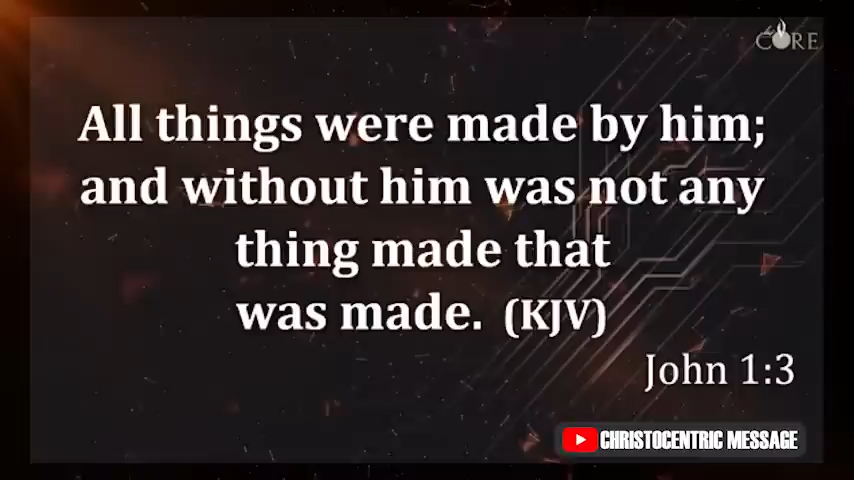 CORE
All things were made by him;
and without him was not any
thing made that
was made. (KJV)
John 1:3
CHRISTOCENTRIC MESSAGE